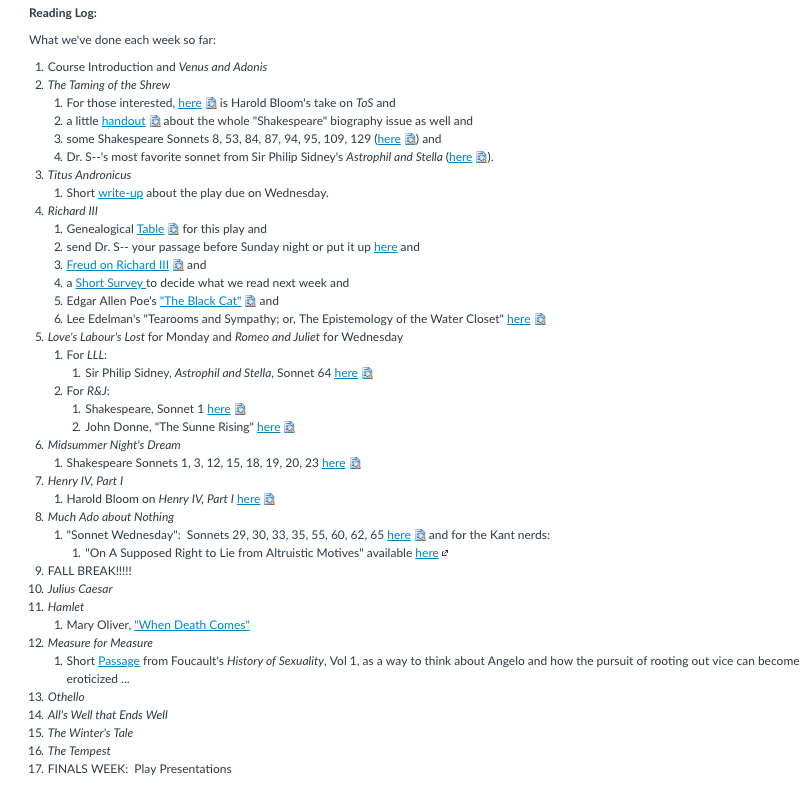 Reading Log:
What we've done each week so far:
1. Course Introduction and Venus and Adonis
2. The Taming of the Shrew
1. For those interested, here is Harold Bloom's take on ToS and
2. a little handout about the whole "Shakespeare" biography issue as well and
3. some Shakespeare Sonnets 8, 53, 84, 87, 94, 95, 109, 129 (here) and
4. Dr. S--'s most favorite sonnet from Sir Philip Sidney's Astrophil and Stella (here).
3. Titus Andronicus
1. Short write-up about the play due on Wednesday.
4. Richard III
1. Genealogical Table for this play and
2. send Dr. S-- your passage before Sunday night or put it up here and
3. Freud on Richard III and
4. a Short Survey to decide what we read next week and
5. Edgar Allen Poe's "The Black Cat" and
6. Lee Edelman's "Tearooms and Sympathy; or, The Epistemology of the Water Closet" here
5. Love's Labour's Lost for Monday and Romeo and Juliet for Wednesday
1. For LLL:
1. Sir Philip Sidney, Astrophil and Stella, Sonnet 64 here
2. For R&J:
1. Shakespeare, Sonnet 1 here
2. John Donne, "The Sunne Rising" here
6. Midsummer Night's Dream
1. Shakespeare Sonnets 1, 3, 12, 15, 18, 19, 20, 23 here
7. Henry IV, Part I
1. Harold Bloom on Henry IV, Part I here
8. Much Ado about Nothing
1. "Sonnet Wednesday": Sonnets 29, 30, 33, 35, 55, 60, 62, 65 here and for the Kant nerds:
1. "On A Supposed Right to Lie from Altruistic Motives" available here
9. FALL BREAK!!!!!
10. Julius Caesar
11. Hamlet
1. Mary Oliver, "When Death Comes"
12. Measure for Measure
1. Short Passage from Foucault's History of Sexuality, Vol 1, as a way to think about Angelo and how the pursuit of rooting out vice can become
eroticized ...
13. Othello
14. All's Well that Ends Well
15. The Winter's Tale
16. The Tempest
17. FINALS WEEK: Play Presentations